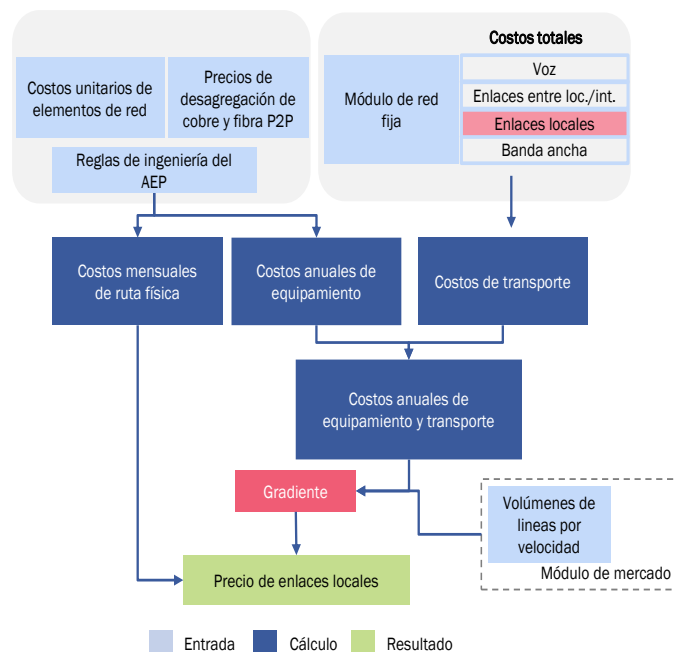 Costos totales
Costos unitarios de
elementos de red
Precios de
desagregación de
cobre y fibra P2P
Reglas de ingeniería del
AEP
Módulo de red
fija
Voz
Enlaces entre loc./int.
Enlaces locales
Banda ancha
Costos mensuales
de ruta física
Costos anuales de
equipamiento
Costos de transporte
Costos anuales de
equipamiento y transporte
Gradiente
Volúmenes de
lineas por
velocidad
Módulo de mercado
Precio de enlaces locales
Entrada
Cálculo
Resultado